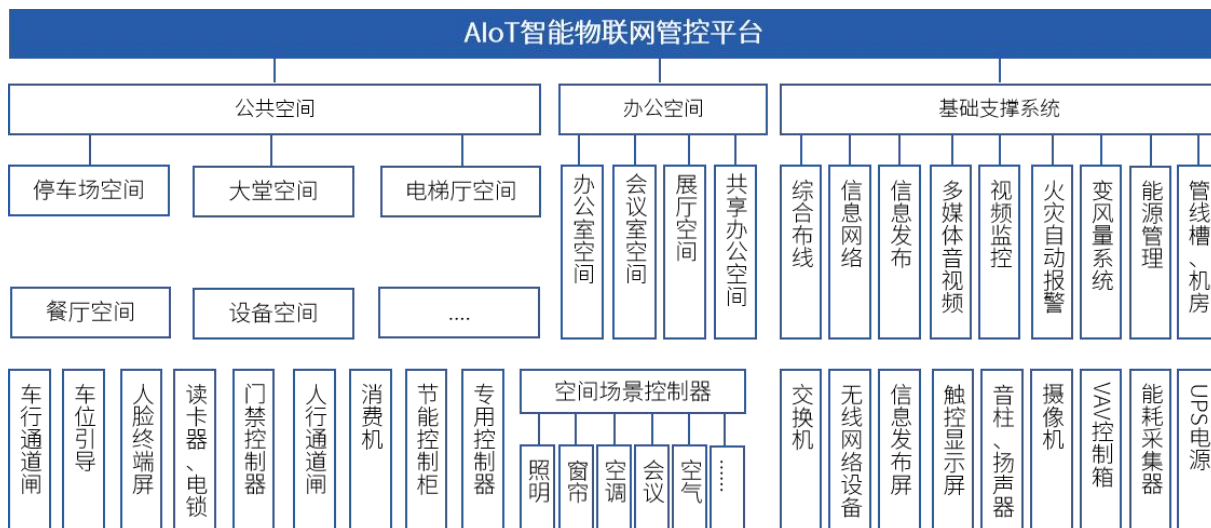 AIoT智能物联网管控平台
公共空间
办公空间
基础支撑系统
停车场空间
大堂空间
电梯厅空间
餐厅空间
设备空间
....
办公室空间
会议室空间
展厅空间
共享办公空间
综合布线
信息网络
信息发布
多媒体音视频
视频监控
火灾自动报警
变风量系统
能源管理
管线槽、机房
车行通道闸
车位引导
人脸终端屏
读卡器、电锁
门禁控制器
人行通道闸
消费机
节能控制柜
专用控制器
空间场景控制器
照明
窗帘
空调
会议
空气
......
交换机
无线网络设备
信息发布屏
触控显示屏
音柱、扬声器
摄像机
VAV控制箱
能耗采集器
UPS电源